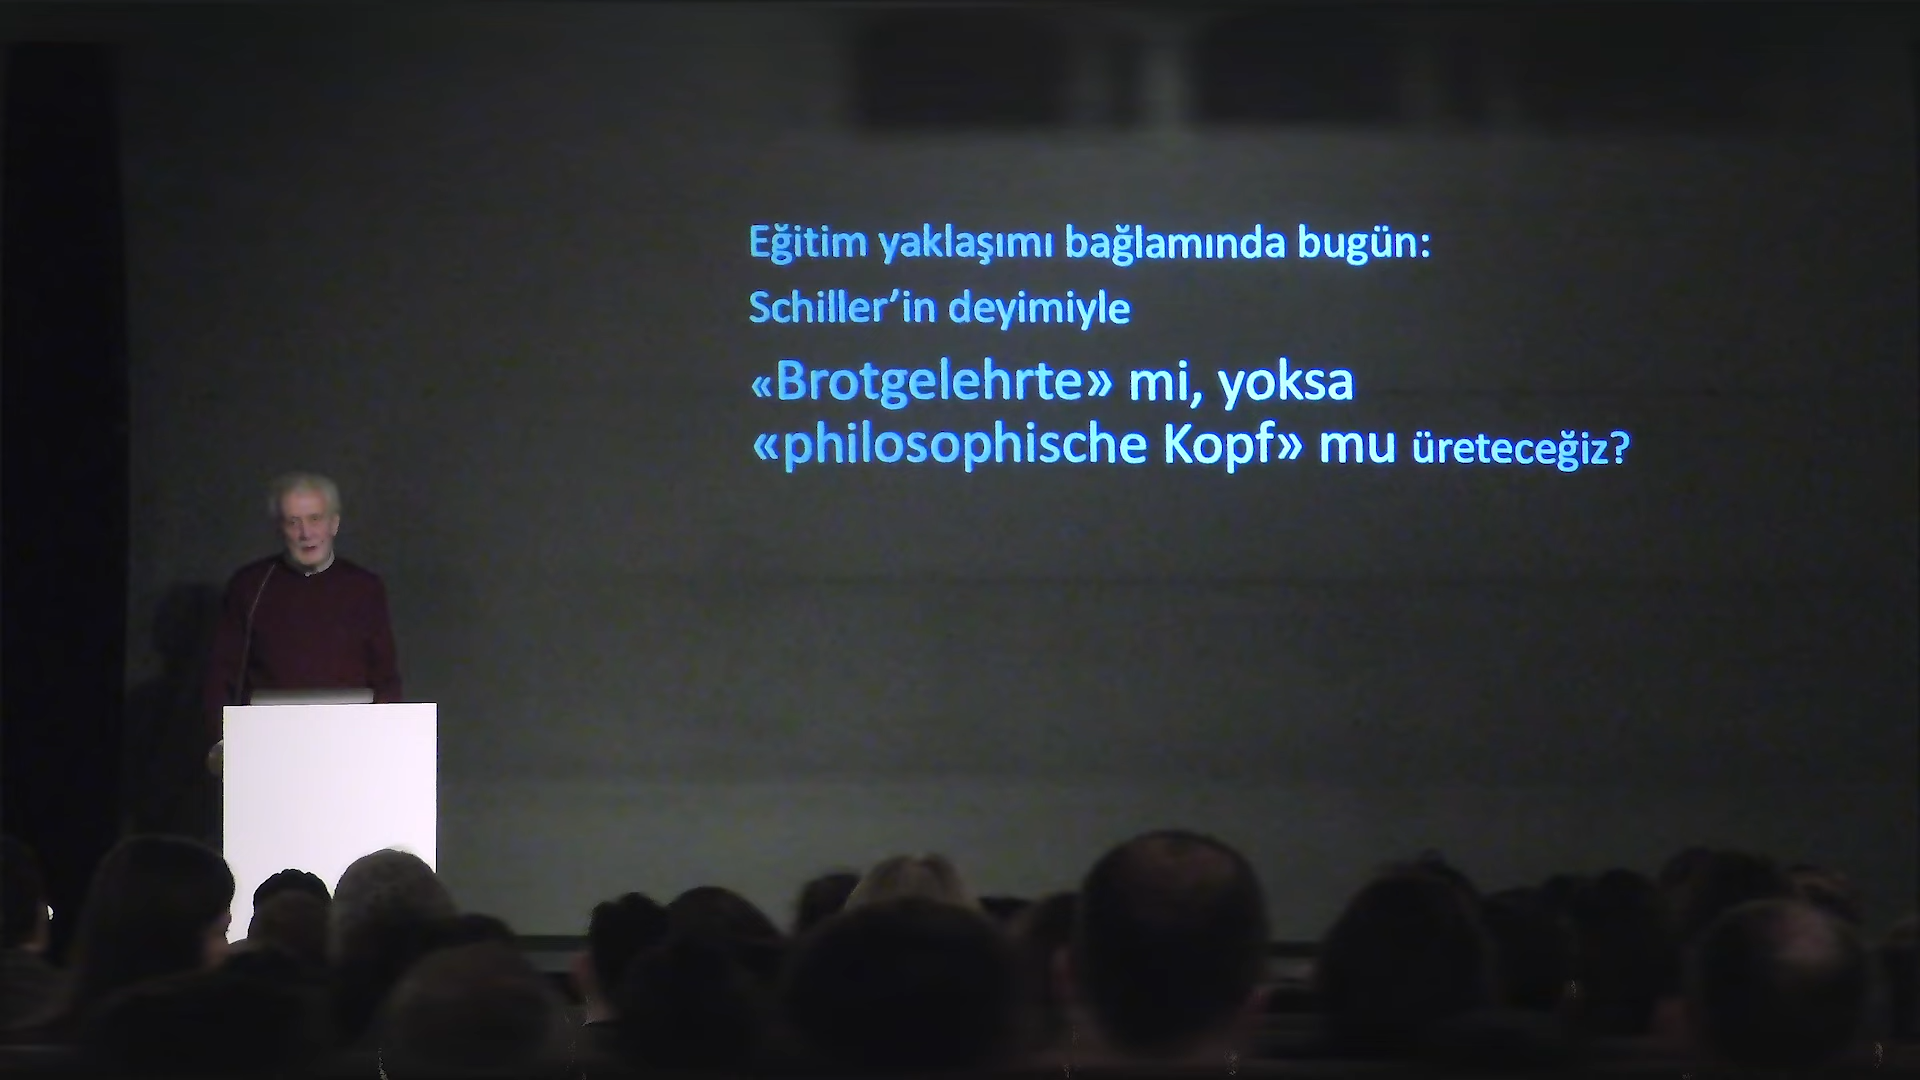 Eğitim yaklaşımı bağlamında bugün:
Schiller’in deyimiyle
«Brotgelehrte» mi, yoksa
«philosophische Kopf» mu üreteceğiz?